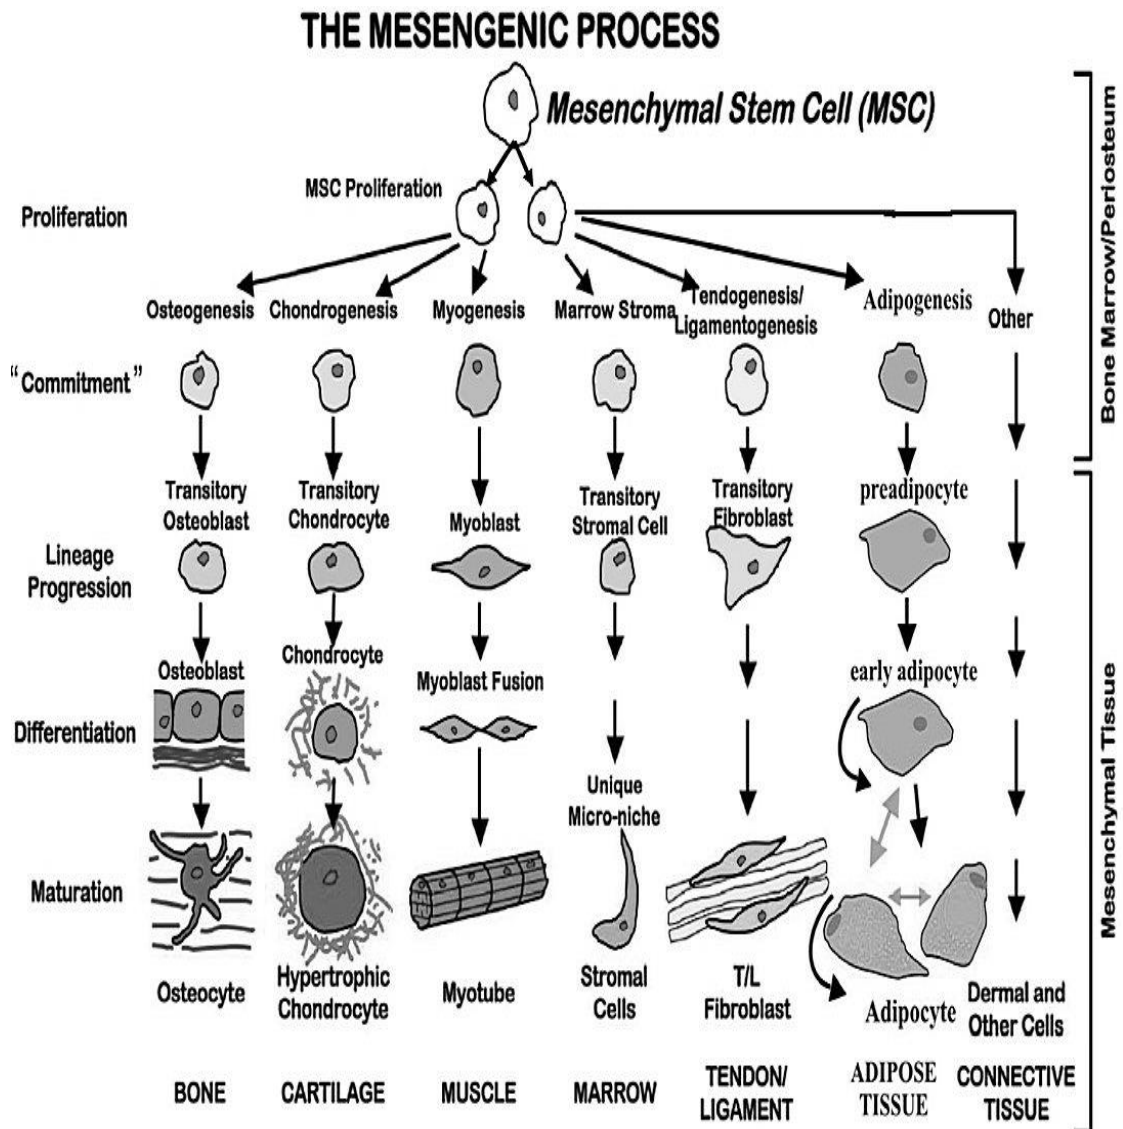 THE MESENGENIC PROCESS
Mesenchymal Stem Cell (MSC)
MSC Proliferation
Proliferation
Osteogenesis
Chondrogenesis
Myogenesis
Marrow Stroma
Tendogenesis/
Ligamentogenesis
Adipogenesis
Other
“Commitment”
Bone Marrow/Periosteum
Transitory
Osteoblast
Transitory
Chondrocyte
Myoblast
Transitory
Stromal Cell
Transitory
Fibroblast
preadipocyte
Lineage
Progression
Osteoblast
Chondrocyte
Myoblast Fusion
early adipocyte
Differentiation
Unique
Micro-niche
Maturation
Mesenchymal Tissue
Osteocyte
Hypertrophic
Chondrocyte
Myotube
Stromal
Cells
T/L
Fibroblast
Adipocyte
Dermal and
Other Cells
BONE
CARTILAGE
MUSCLE
MARROW
TENDON/
LIGAMENT
ADIPOSE
TISSUE
CONNECTIVE
TISSUE